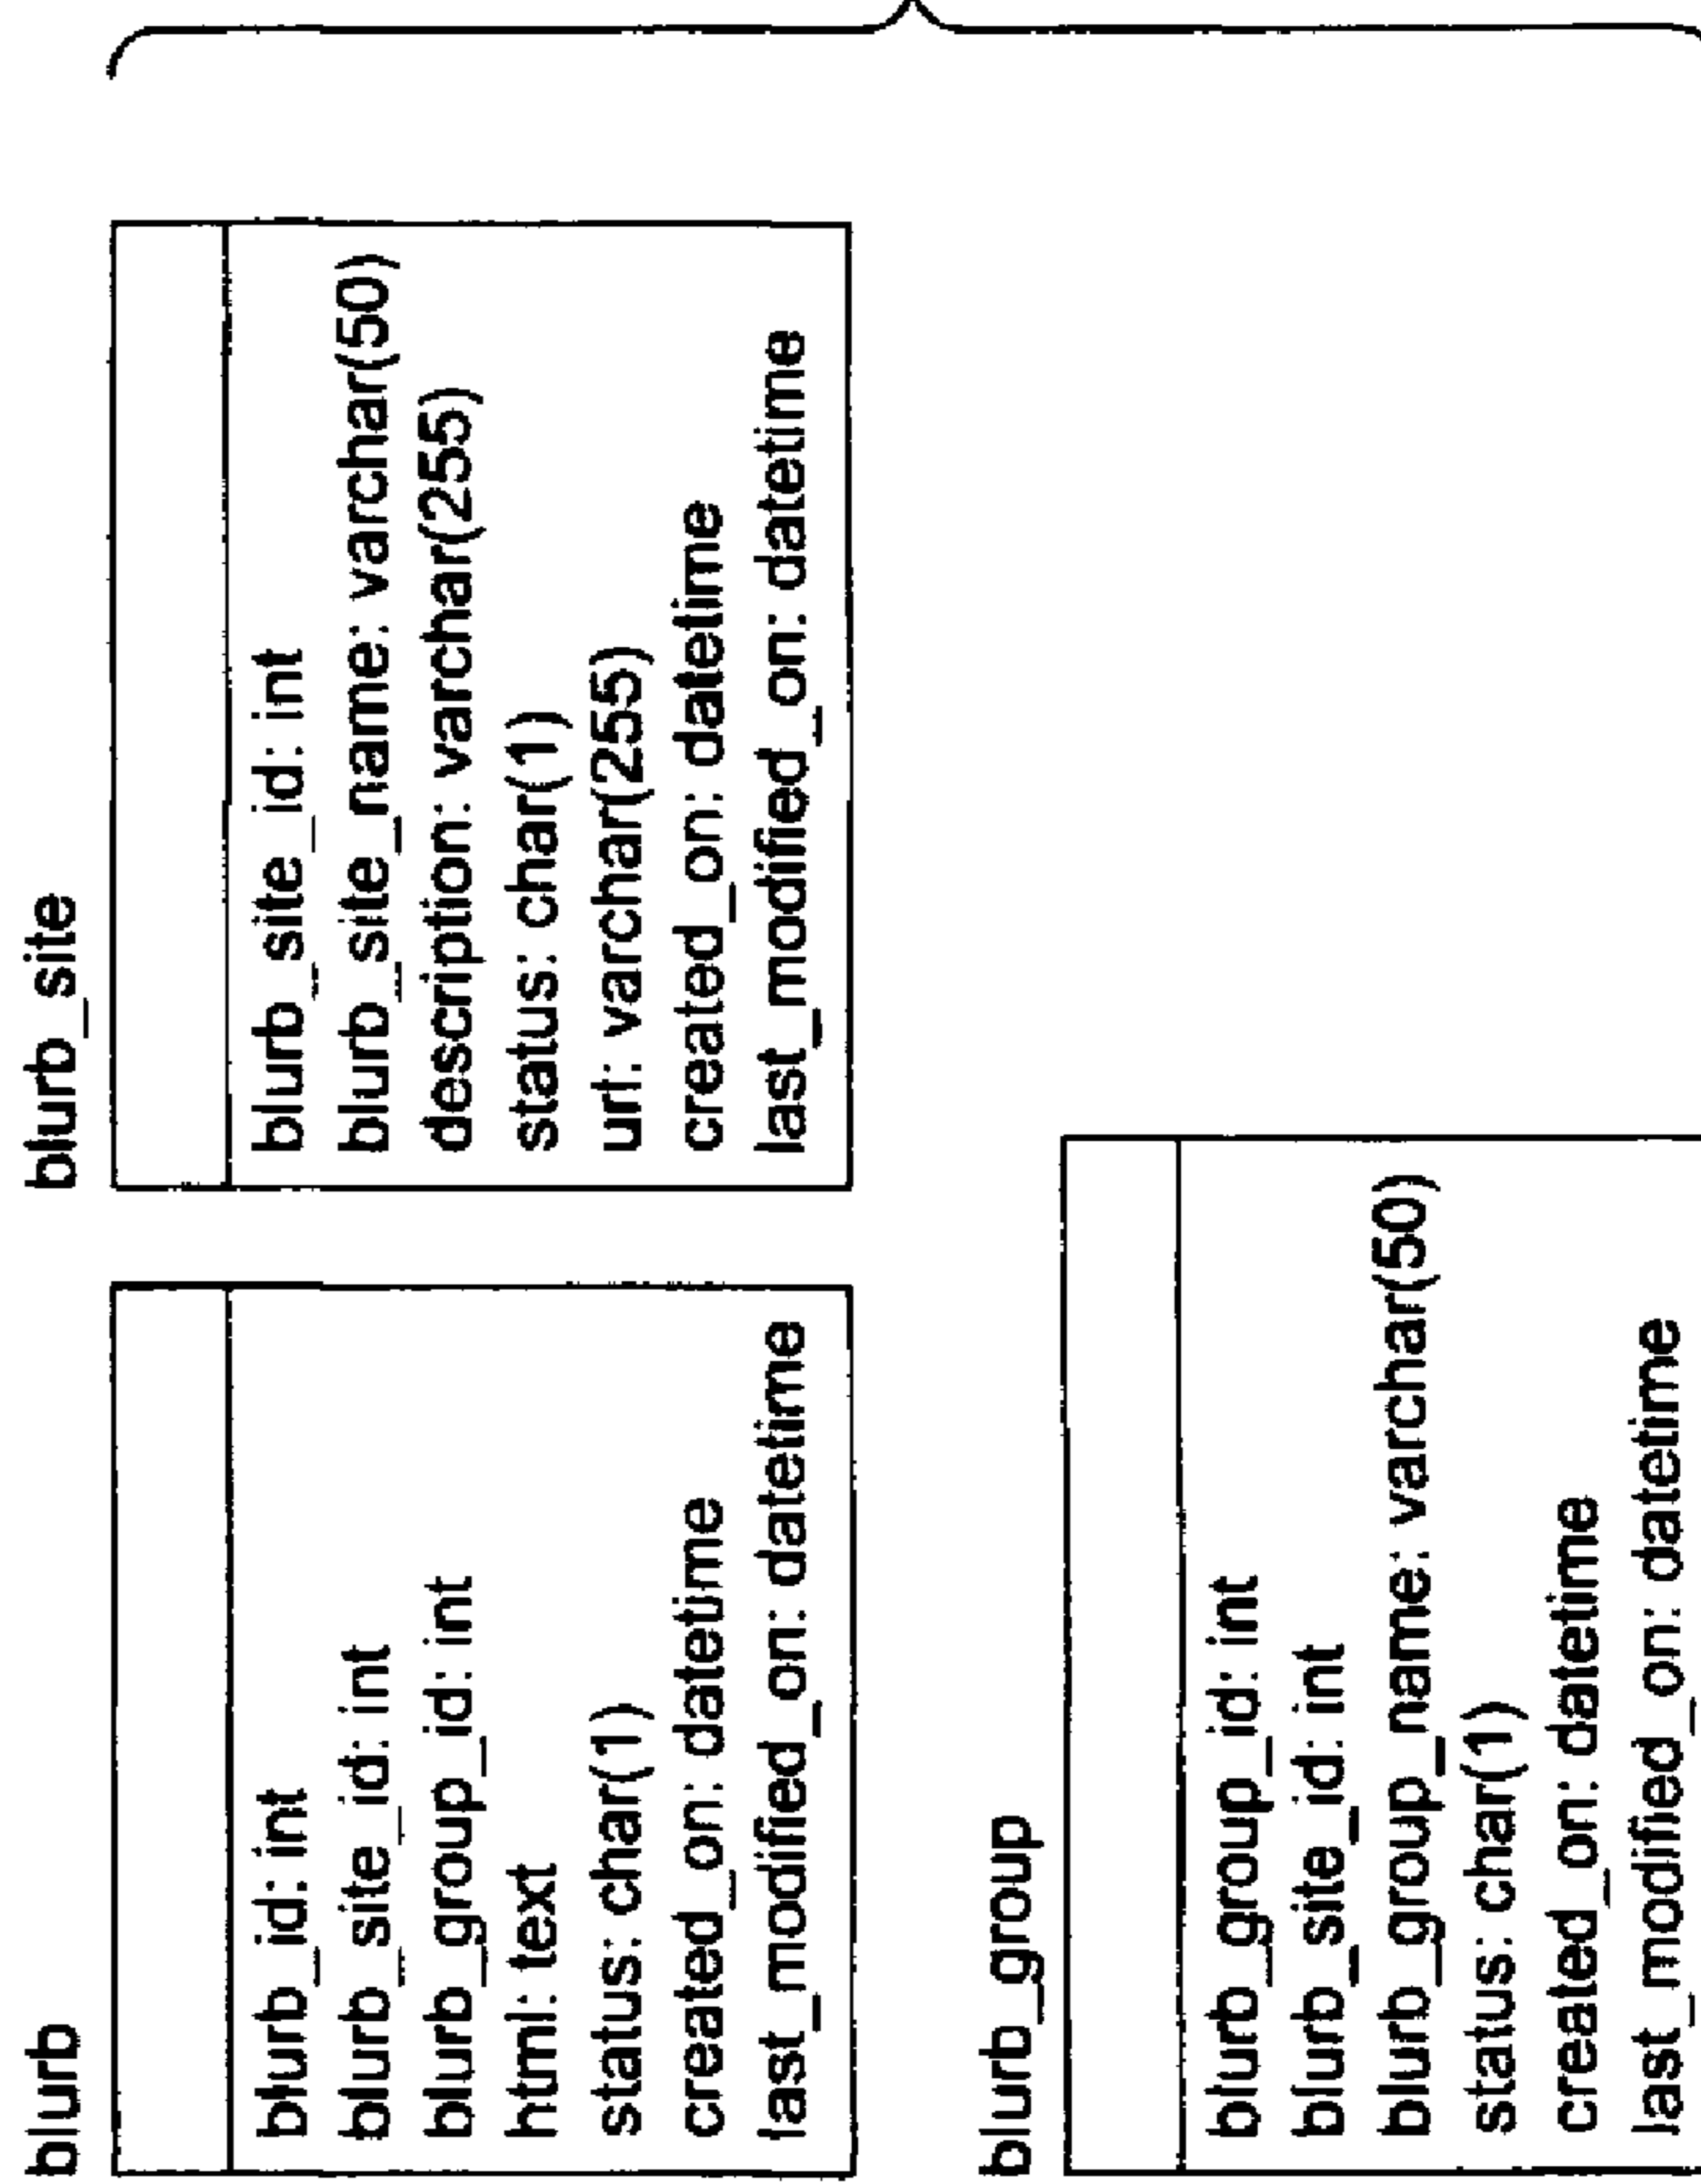 blurb
blurb_id: int
blurb_site_id: int
blurb_group_id: int
html: text
status: char(1)
created_on: datetime
last_modified_on: datetime
blurb_site
blurb_site_id: int
blurb_site_name: varchar(50)
description: varchar(255)
status: char(1)
url: varchar(255)
created_on: datetime
last_modified_on: datetime
blurb_group
blurb_group_id: int
blurb_site_id: int
blurb_group_name: varchar(50)
status: char(1)
created_on: datetime
last_modified_on: datetime